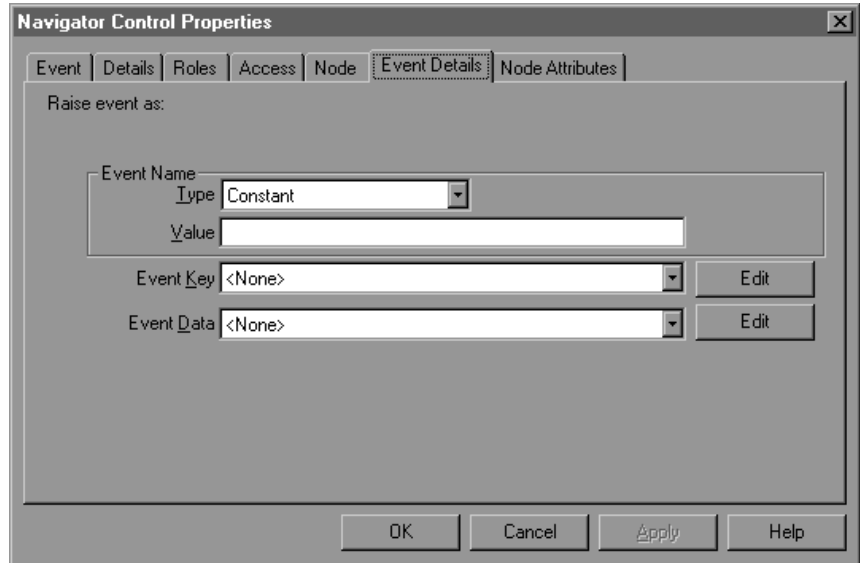 Navigator Control Properties
Event Details Roles Access Node Event Details Node Attributes
Raise event as:
Event Name
Type Constant
Value
Event Key <None> Edit
Event Data <None> Edit
OK Cancel Apply Help